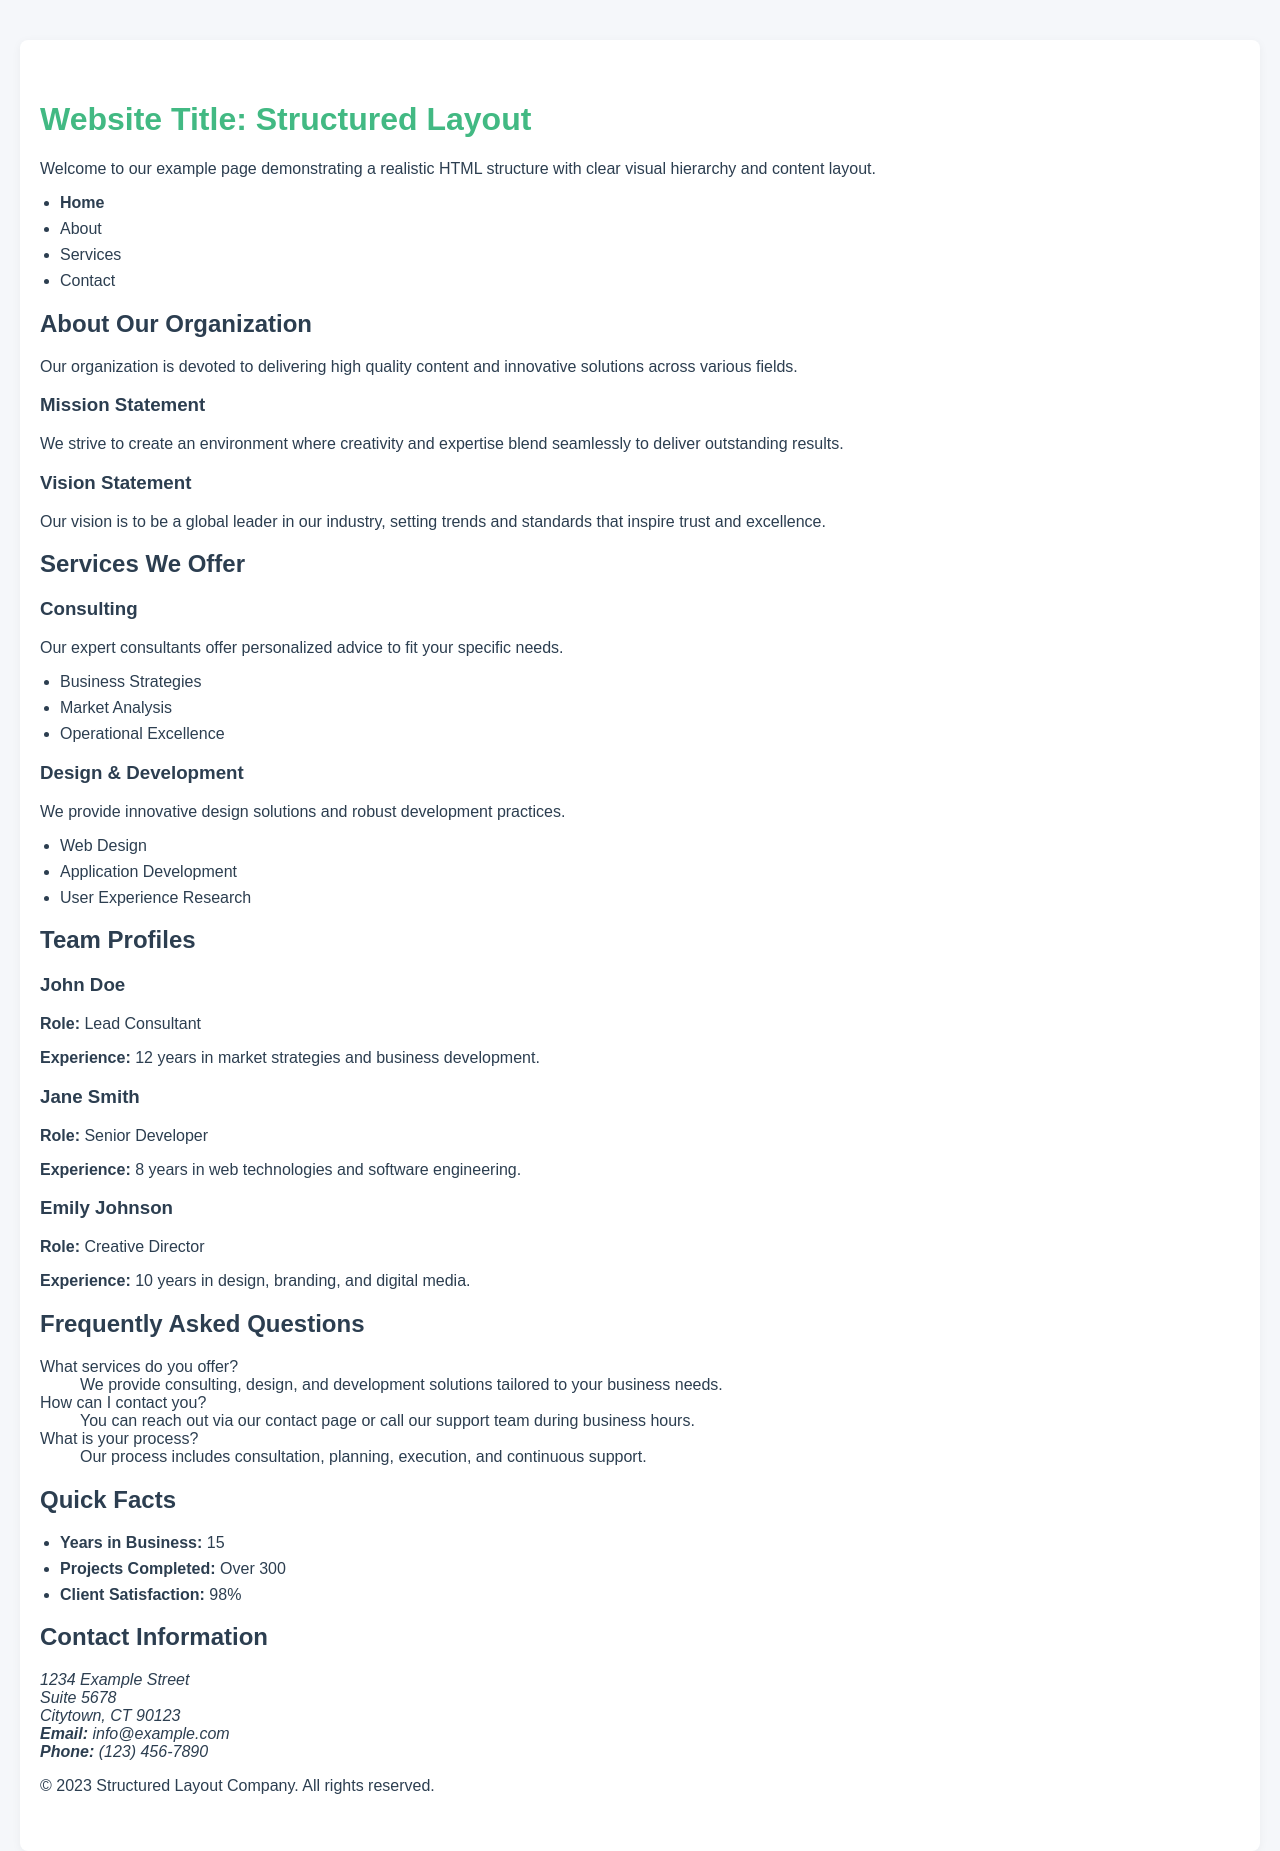 Website Title: Structured Layout
Welcome to our example page demonstrating a realistic HTML structure with clear visual hierarchy and content layout.
Home
About
Services
Contact
About Our Organization
Our organization is devoted to delivering high quality content and innovative solutions across various fields.
Mission Statement
We strive to create an environment where creativity and expertise blend seamlessly to deliver outstanding results.
Vision Statement
Our vision is to be a global leader in our industry, setting trends and standards that inspire trust and excellence.
Services We Offer
Consulting
Our expert consultants offer personalized advice to fit your specific needs.
Business Strategies
Market Analysis
Operational Excellence
Design & Development
We provide innovative design solutions and robust development practices.
Web Design
Application Development
User Experience Research
Team Profiles
John Doe
Role: Lead Consultant
Experience: 12 years in market strategies and business development.
Jane Smith
Role: Senior Developer
Experience: 8 years in web technologies and software engineering.
Emily Johnson
Role: Creative Director
Experience: 10 years in design, branding, and digital media.
Frequently Asked Questions
What services do you offer?
We provide consulting, design, and development solutions tailored to your business needs.
How can I contact you?
You can reach out via our contact page or call our support team during business hours.
What is your process?
Our process includes consultation, planning, execution, and continuous support.
Quick Facts
Years in Business: 15
Projects Completed: Over 300
Client Satisfaction: 98%
Contact Information
1234 Example Street
Suite 5678
Citytown, CT 90123
Email: info@example.com
Phone: (123) 456-7890
© 2023 Structured Layout Company. All rights reserved.